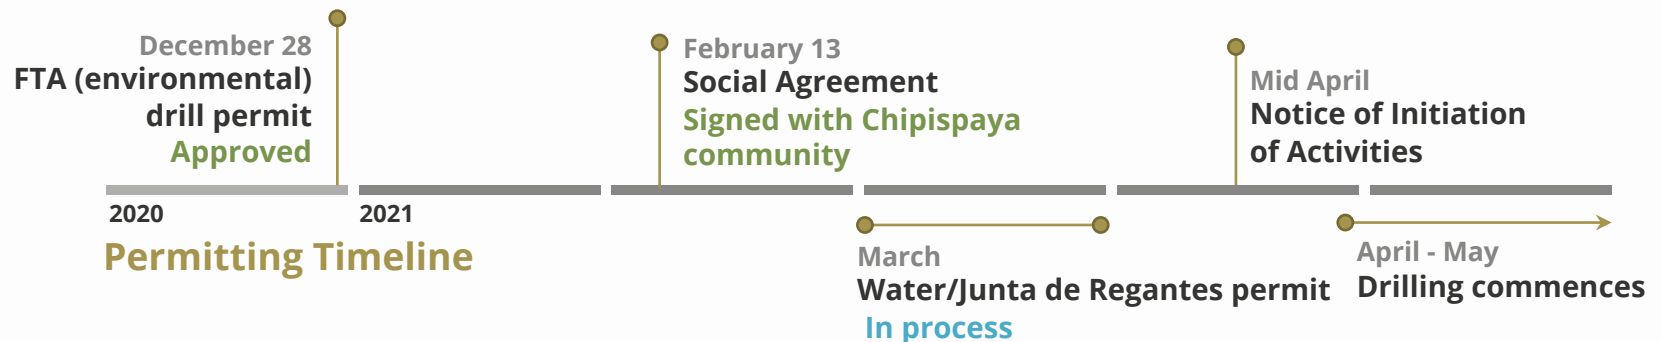 December 28
FTA (environmental)
drill permit
Approved
February 13
Social Agreement
Signed with Chipispaya
community
Mid April
Notice of Initiation
of Activities
2020
2021
Permitting Timeline
March
Water/Junta de Regantes permit
In process
April - May
Drilling commences